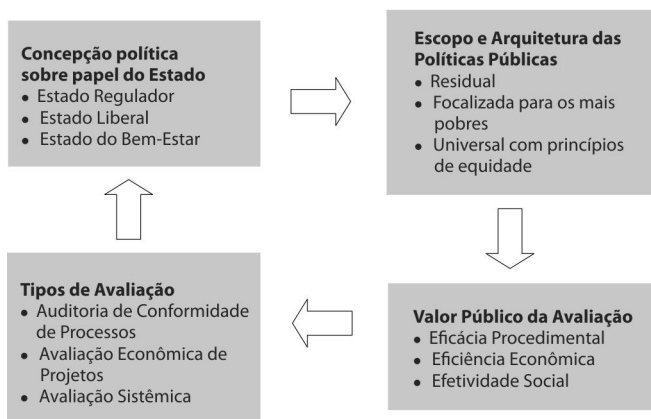 Concepção política
sobre papel do Estado
• Estado Regulador
• Estado Liberal
• Estado do Bem-Estar
Escopo e Arquitetura das
Políticas Públicas
• Residual
• Focalizada para os mais
pobres
• Universal com princípios
de equidade
Valor Público da Avaliação
• Eficácia Procedimental
• Eficiência Econômica
• Efetividade Social
Tipos de Avaliação
• Auditoria de Conformidade
de Processos
• Avaliação Econômica de
Projetos
• Avaliação Sistêmica